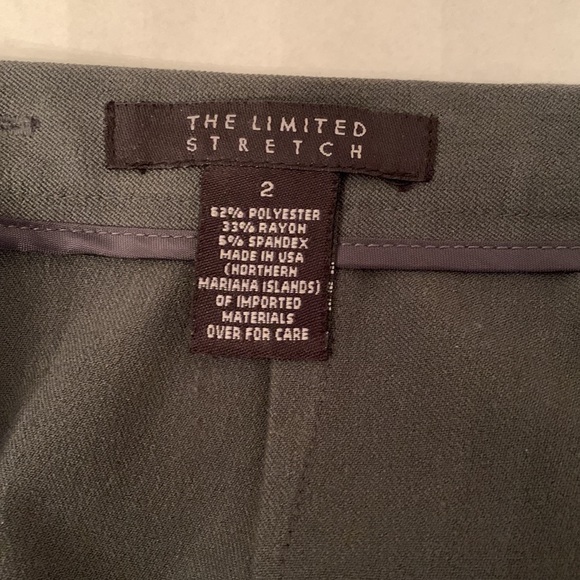 THE LIMITED
STRETCH
2
62% POLYESTER
33% RAYON
5% SPANDEX
MADE IN USA
(NORTHERN
MARIANA ISLANDS)
OF IMPORTED
MATERIALS
OVER FOR CARE